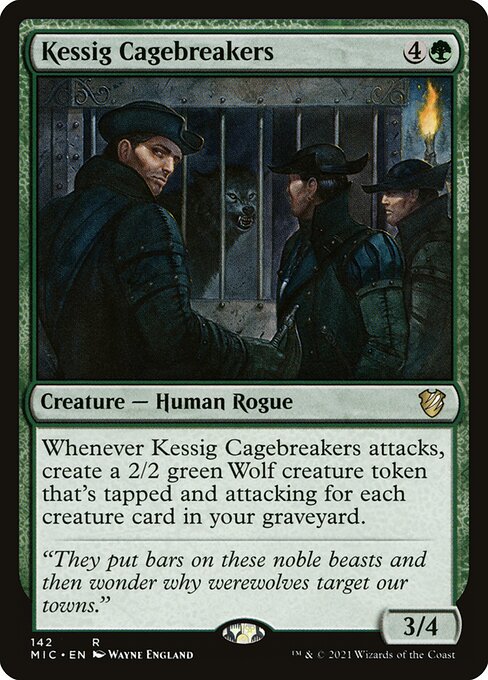 Kessig Cagebreakers 4
Creature — Human Rogue
Whenever Kessig Cagebreakers attacks,
create a 2/2 green Wolf creature token
that's tapped and attacking for each
creature card in your graveyard.
“They put bars on these noble beasts and
then wonder why werewolves target our
towns.”
3/4
142 R
MIC • EN Wayne England
™ & © 2021 Wizards of the Coast